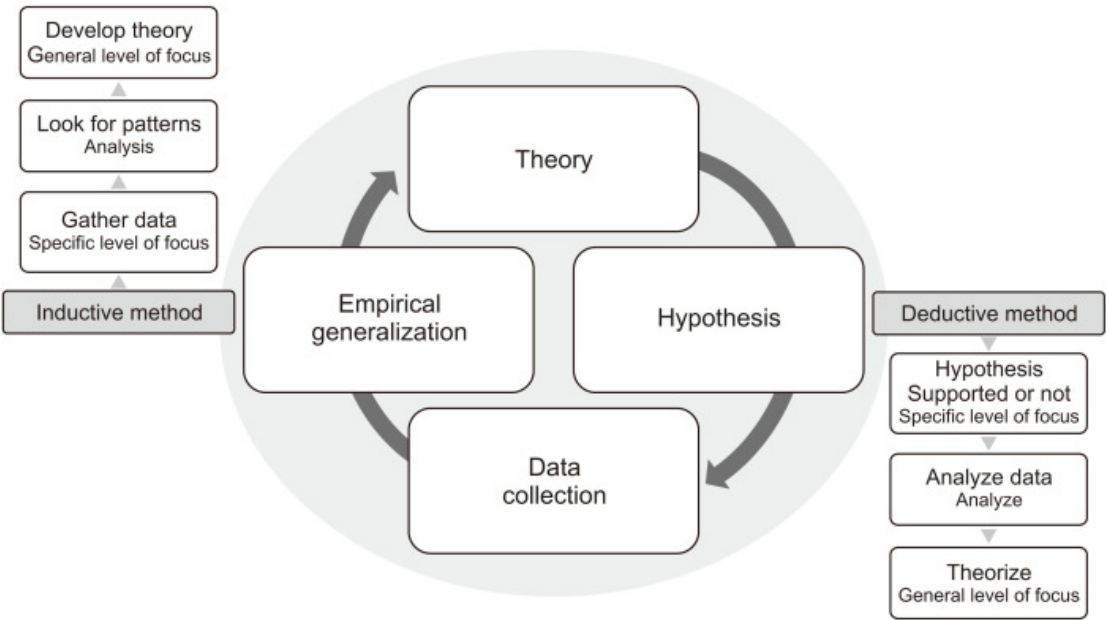 Develop theory
General level of focus
Look for patterns
Analysis
Gather data
Specific level of focus
Inductive method
Theory
Empirical
generalization
Hypothesis
Data
collection
Deductive method
Hypothesis
Supported or not
Specific level of focus
Analyze data
Analyze
Theorize
General level of focus